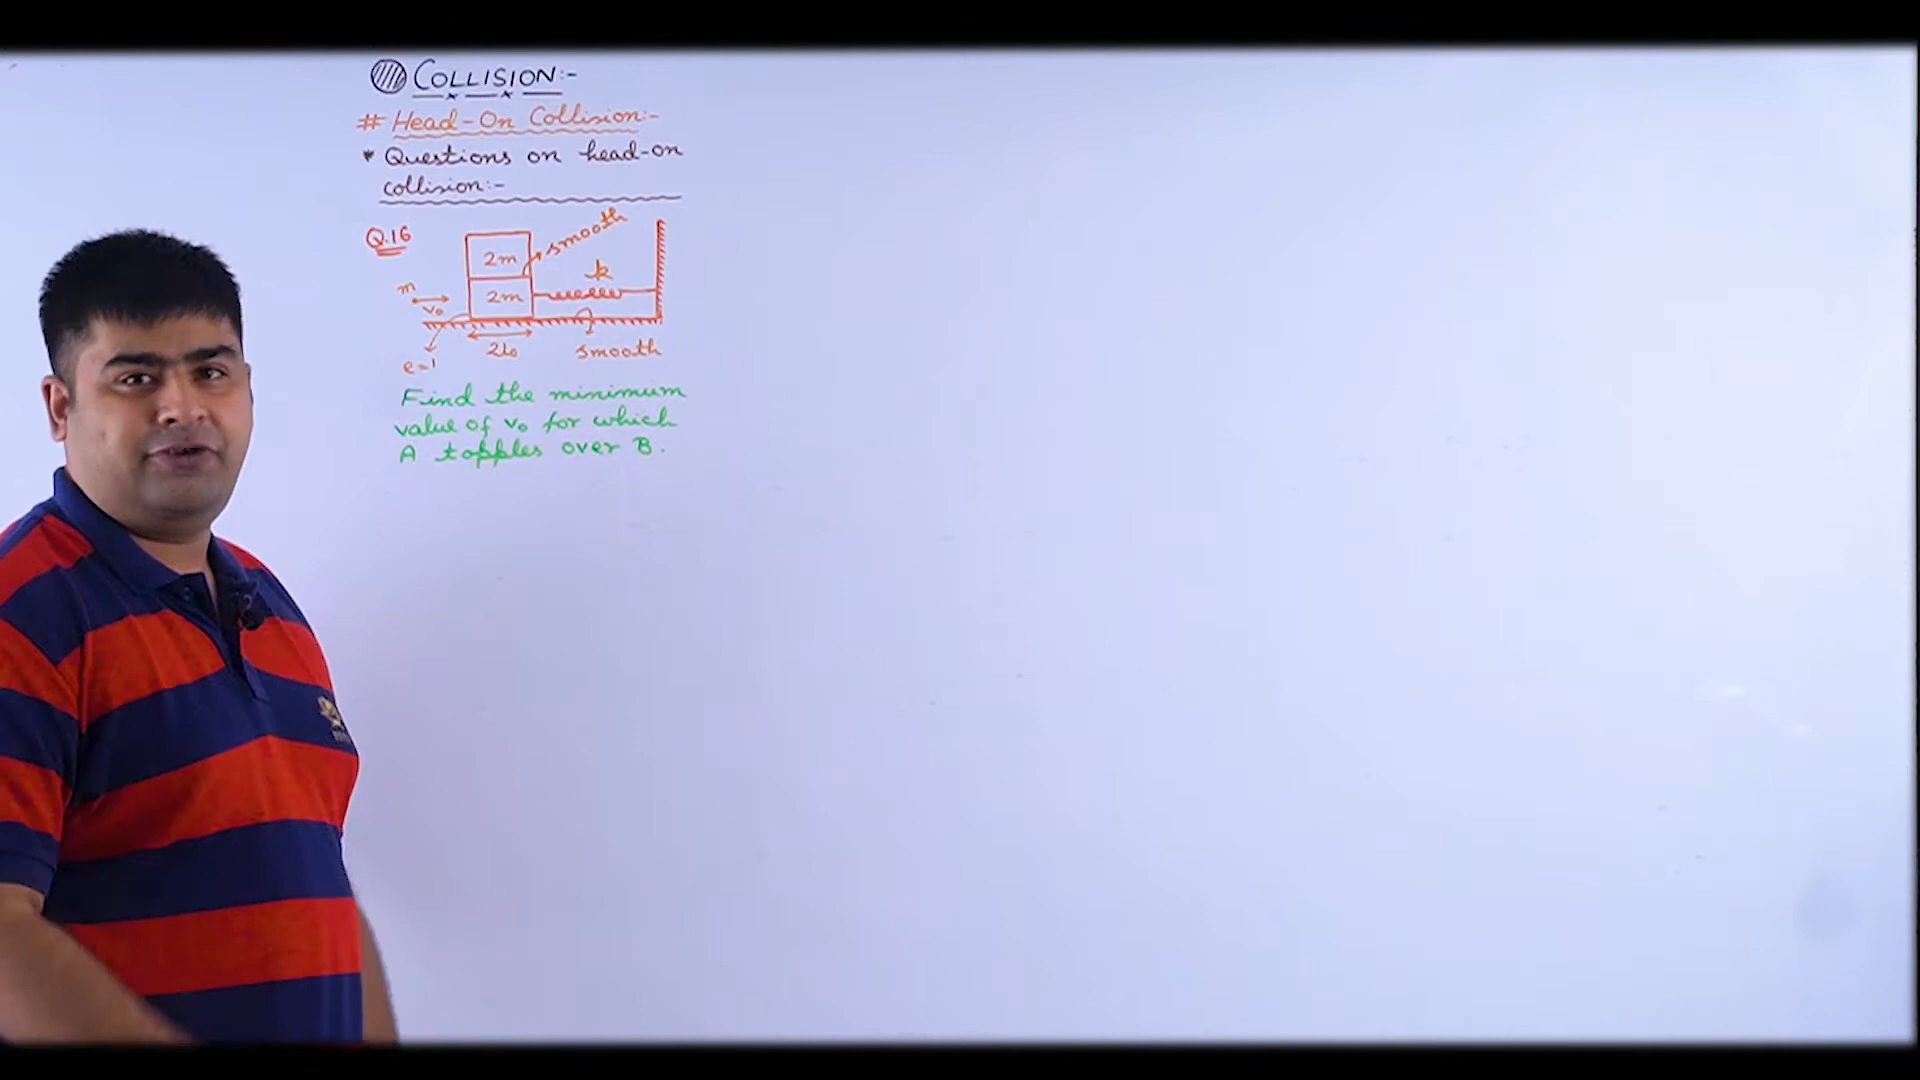 COLLISION:-
# Head-On Collision:-
* Questions on head-on
collision:-
Q.16
smooth
2m
k
2m
m
v₀
2l₀
smooth
e=1
Find the minimum
value of v₀ for which
A topples over B.